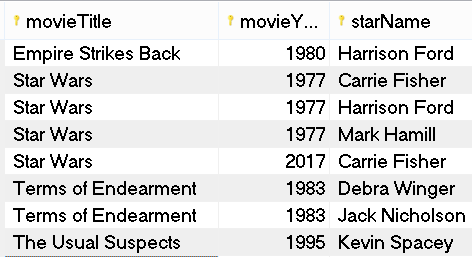 movieTitle movieY... starName
Empire Strikes Back 1980 Harrison Ford
Star Wars 1977 Carrie Fisher
Star Wars 1977 Harrison Ford
Star Wars 1977 Mark Hamill
Star Wars 2017 Carrie Fisher
Terms of Endearment 1983 Debra Winger
Terms of Endearment 1983 Jack Nicholson
The Usual Suspects 1995 Kevin Spacey